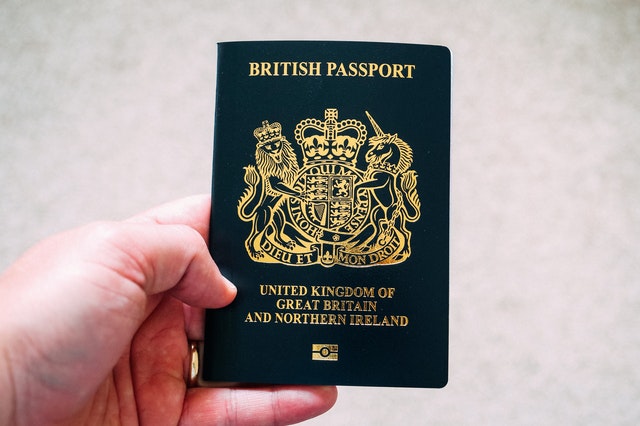 BRITISH PASSPORT
DIEU ET MON DROIT
UNITED KINGDOM OF
GREAT BRITAIN
AND NORTHERN IRELAND